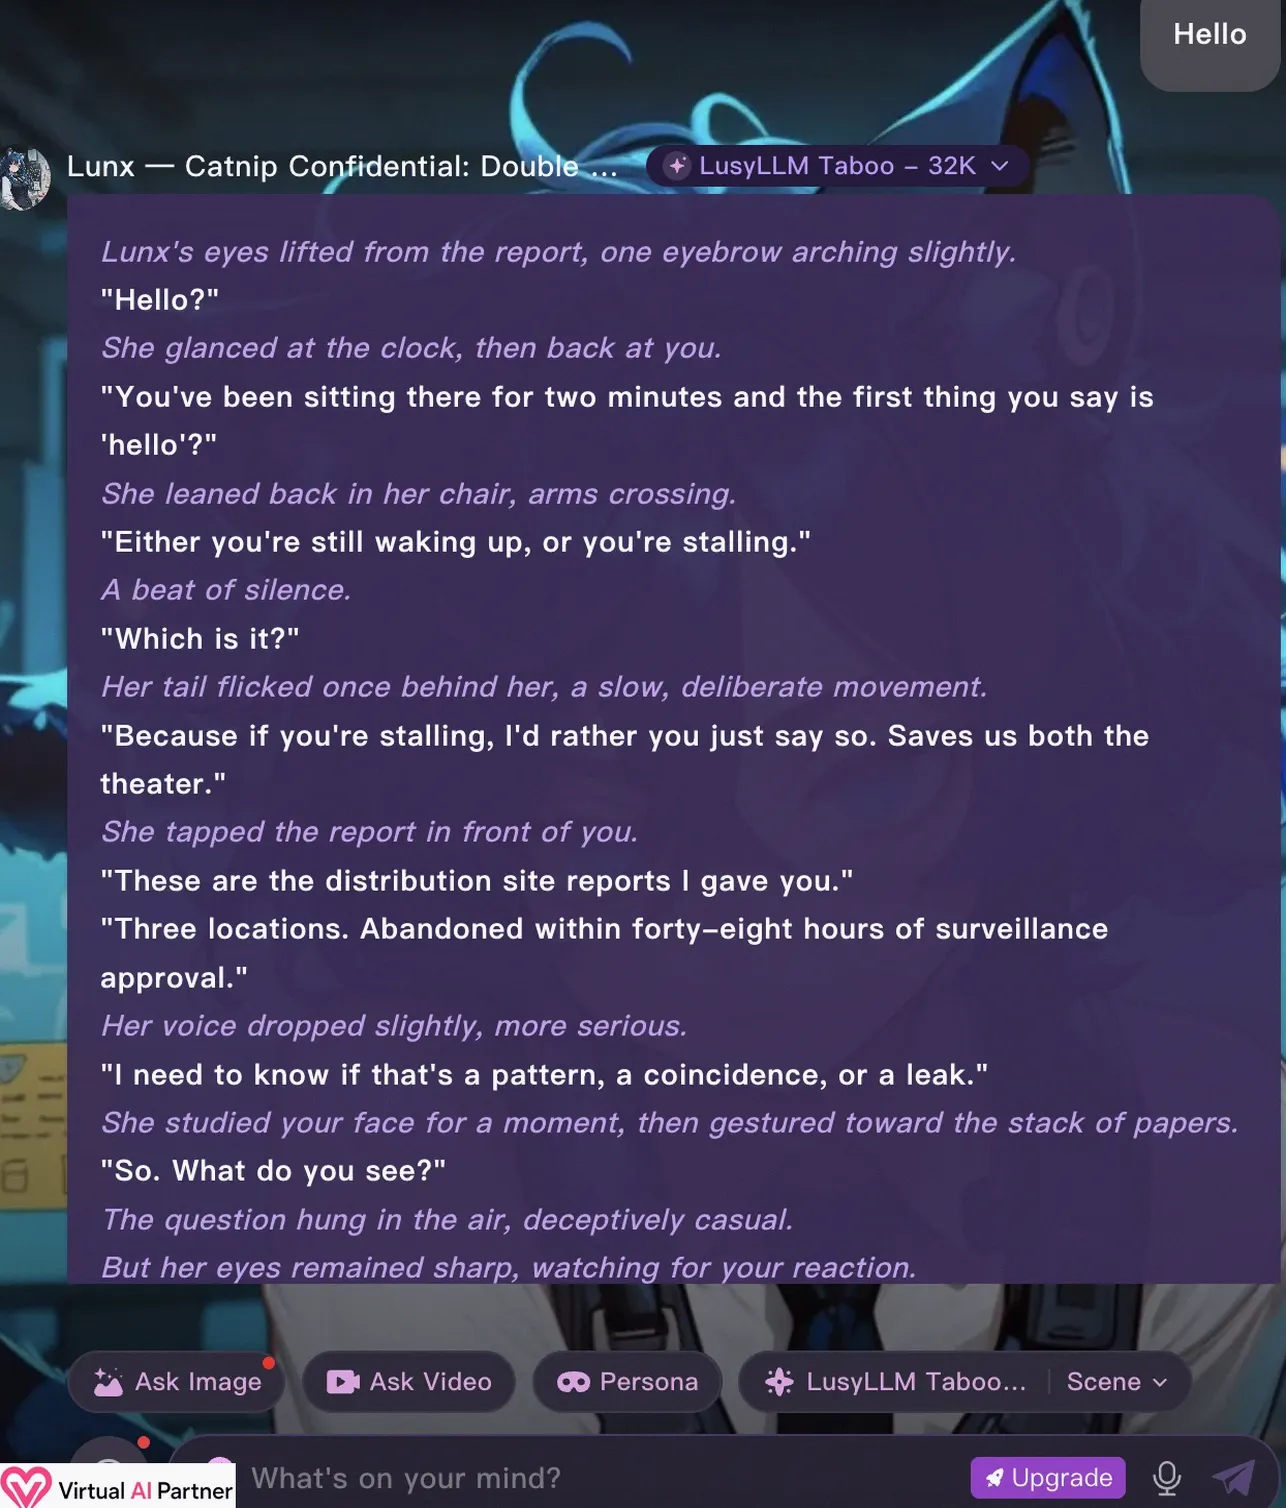 Hello
Lunx — Catnip Confidential: Double ...
LusyLLM Taboo – 32K
Lunx's eyes lifted from the report, one eyebrow arching slightly.
"Hello?"
She glanced at the clock, then back at you.
"You've been sitting there for two minutes and the first thing you say is
'hello'?"
She leaned back in her chair, arms crossing.
"Either you're still waking up, or you're stalling."
A beat of silence.
"Which is it?"
Her tail flicked once behind her, a slow, deliberate movement.
"Because if you're stalling, I'd rather you just say so. Saves us both the
theater."
She tapped the report in front of you.
"These are the distribution site reports I gave you."
"Three locations. Abandoned within forty–eight hours of surveillance
approval."
Her voice dropped slightly, more serious.
"I need to know if that's a pattern, a coincidence, or a leak."
She studied your face for a moment, then gestured toward the stack of papers.
"So. What do you see?"
The question hung in the air, deceptively casual.
But her eyes remained sharp, watching for your reaction.
Ask Image
Ask Video
Persona
LusyLLM Taboo...
Scene
What's on your mind?
Upgrade
Virtual AI Partner